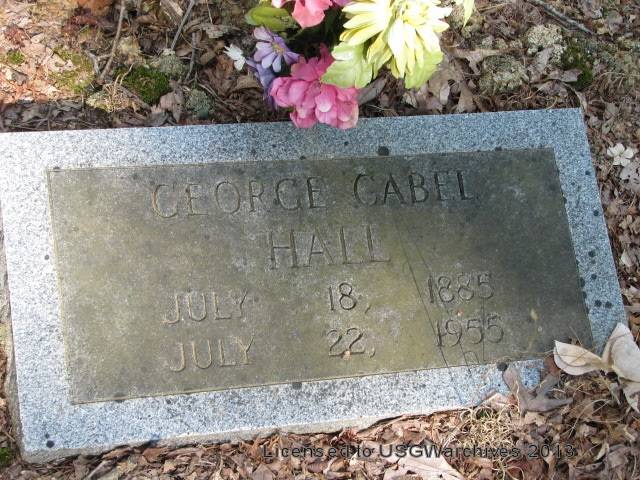 GEORGE CABEL
HALL
JULY 18, 1885
JULY 22, 1955
Licensed to USGWarchives 2013